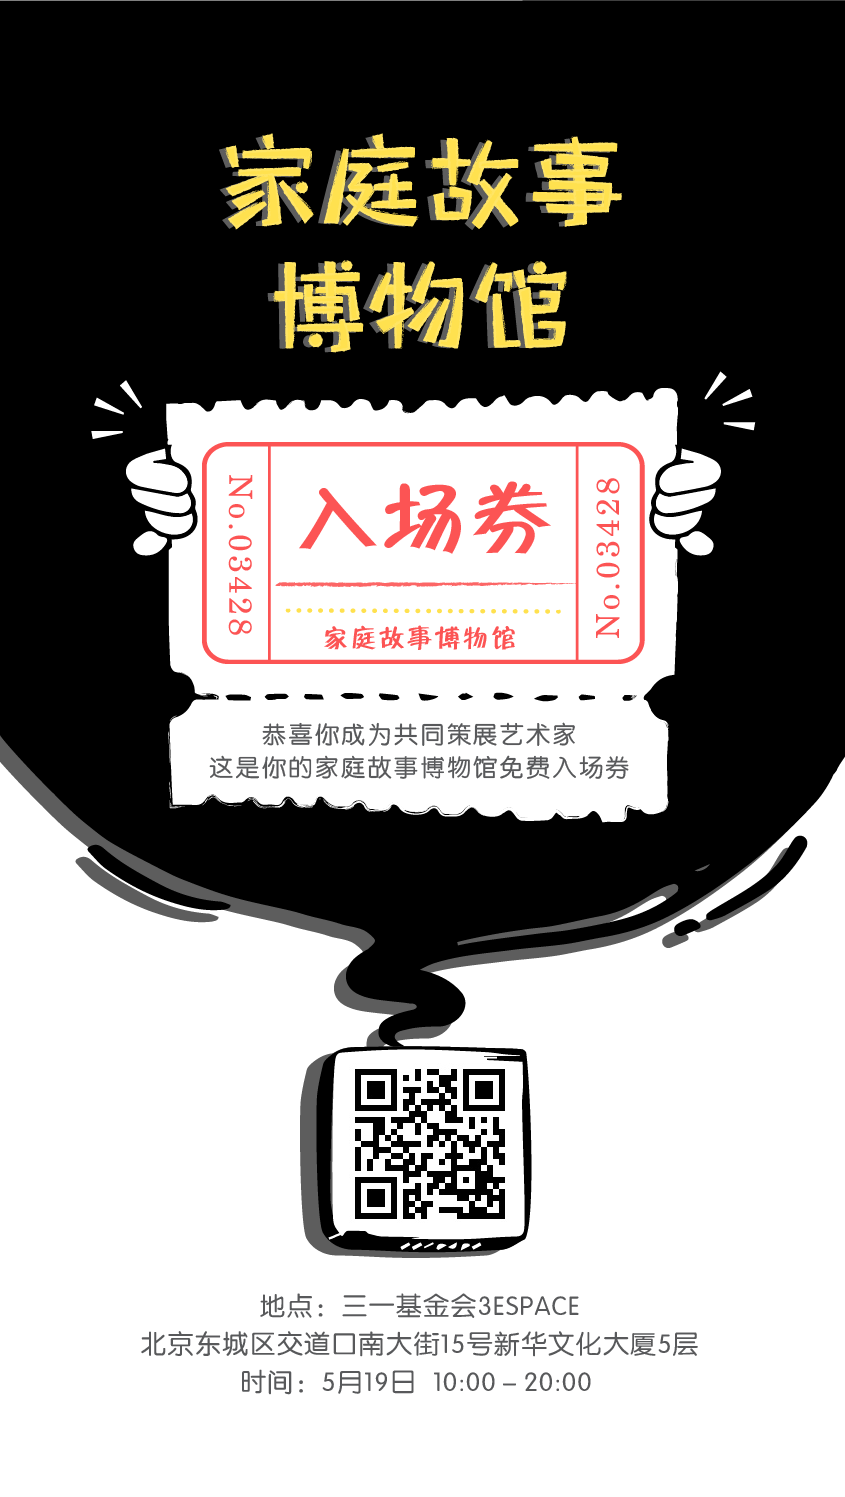 家庭故事
博物馆
No.03428
入场券
家庭故事博物馆
No.03428
恭喜你成为共同策展艺术家
这是你的家庭故事博物馆免费入场券
地点：三一基金会3ESPACE
北京东城区交道口南大街15号新华文化大厦5层
时间：5月19日 10:00 – 20:00